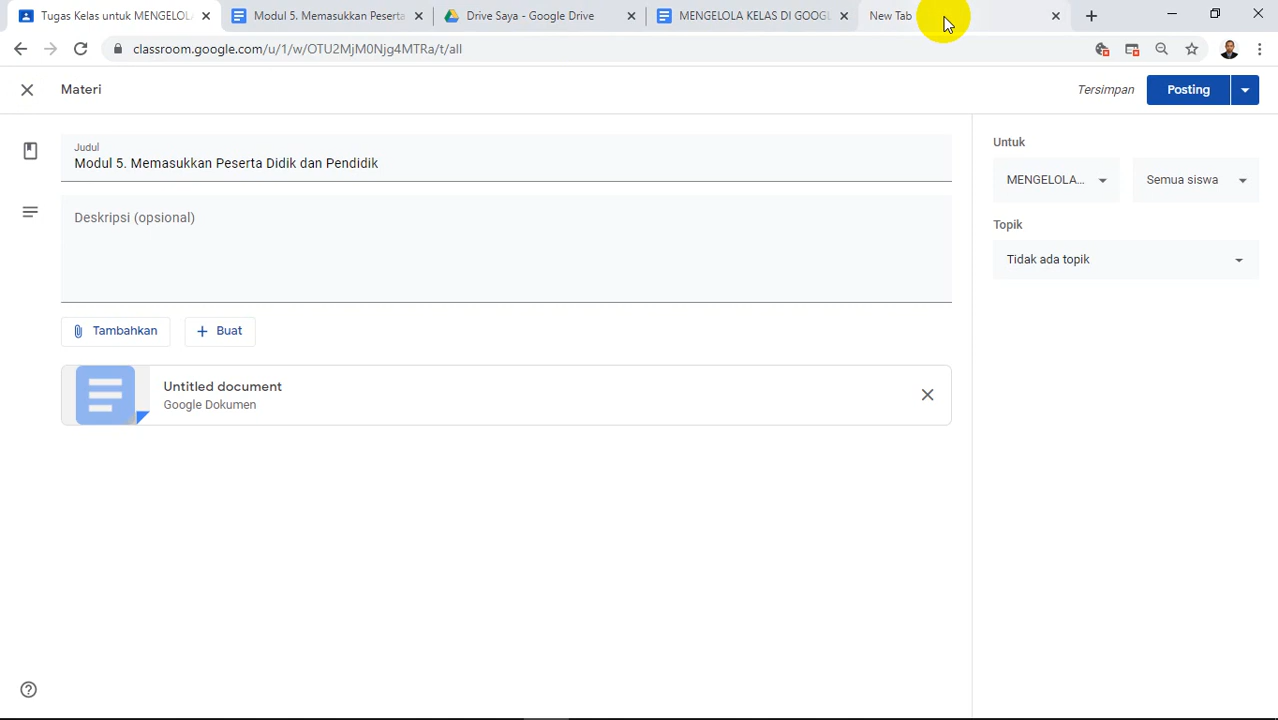 Tugas Kelas untuk MENGELOLA
Modul 5. Memasukkan Peserta
Drive Saya - Google Drive
MENGELOLA KELAS DI GOOGL
New Tab
classroom.google.com/u/1/w/OTU2MjM0Njg4MTRa/t/all
Materi
Tersimpan
Posting
Judul
Modul 5. Memasukkan Peserta Didik dan Pendidik
Deskripsi (opsional)
Tambahkan
Buat
Untitled document
Google Dokumen
Untuk
MENGELOLA...
Semua siswa
Topik
Tidak ada topik